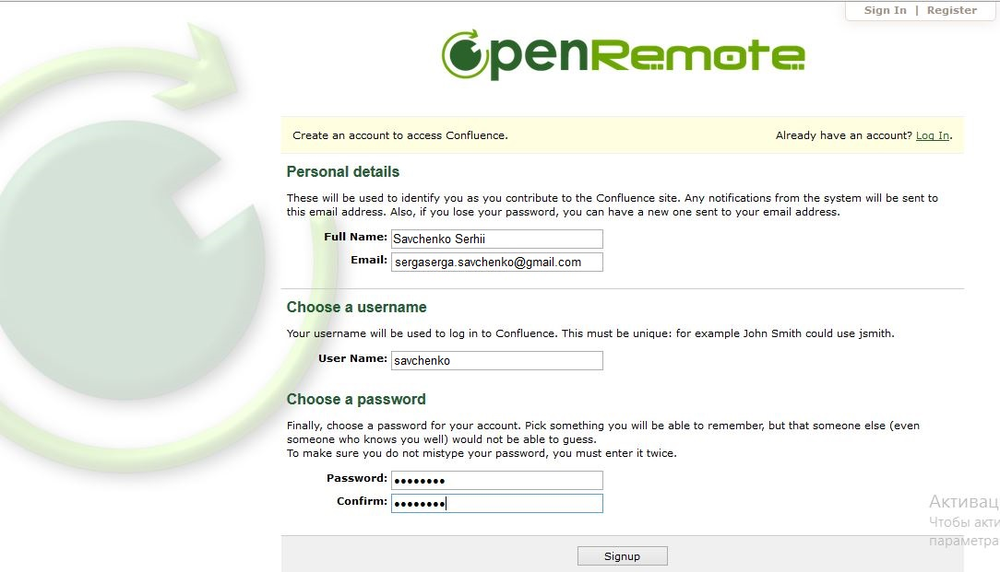 Sign In | Register
OpenRemote
Create an account to access Confluence.
Already have an account? Log In.
Personal details
These will be used to identify you as you contribute to the Confluence site. Any notifications from the system will be sent to
this email address. Also, if you lose your password, you can have a new one sent to your email address.
Full Name: Savchenko Serhii
Email: sergaserga.savchenko@gmail.com
Choose a username
Your username will be used to log in to Confluence. This must be unique: for example John Smith could use jsmith.
User Name: savchenko
Choose a password
Finally, choose a password for your account. Pick something you will be able to remember, but that someone else (even
someone who knows you well) would not be able to guess.
To make sure you do not mistype your password, you must enter it twice.
Password: ••••••••
Confirm: ••••••••
Активац
Чтобы акти
параметра
Signup